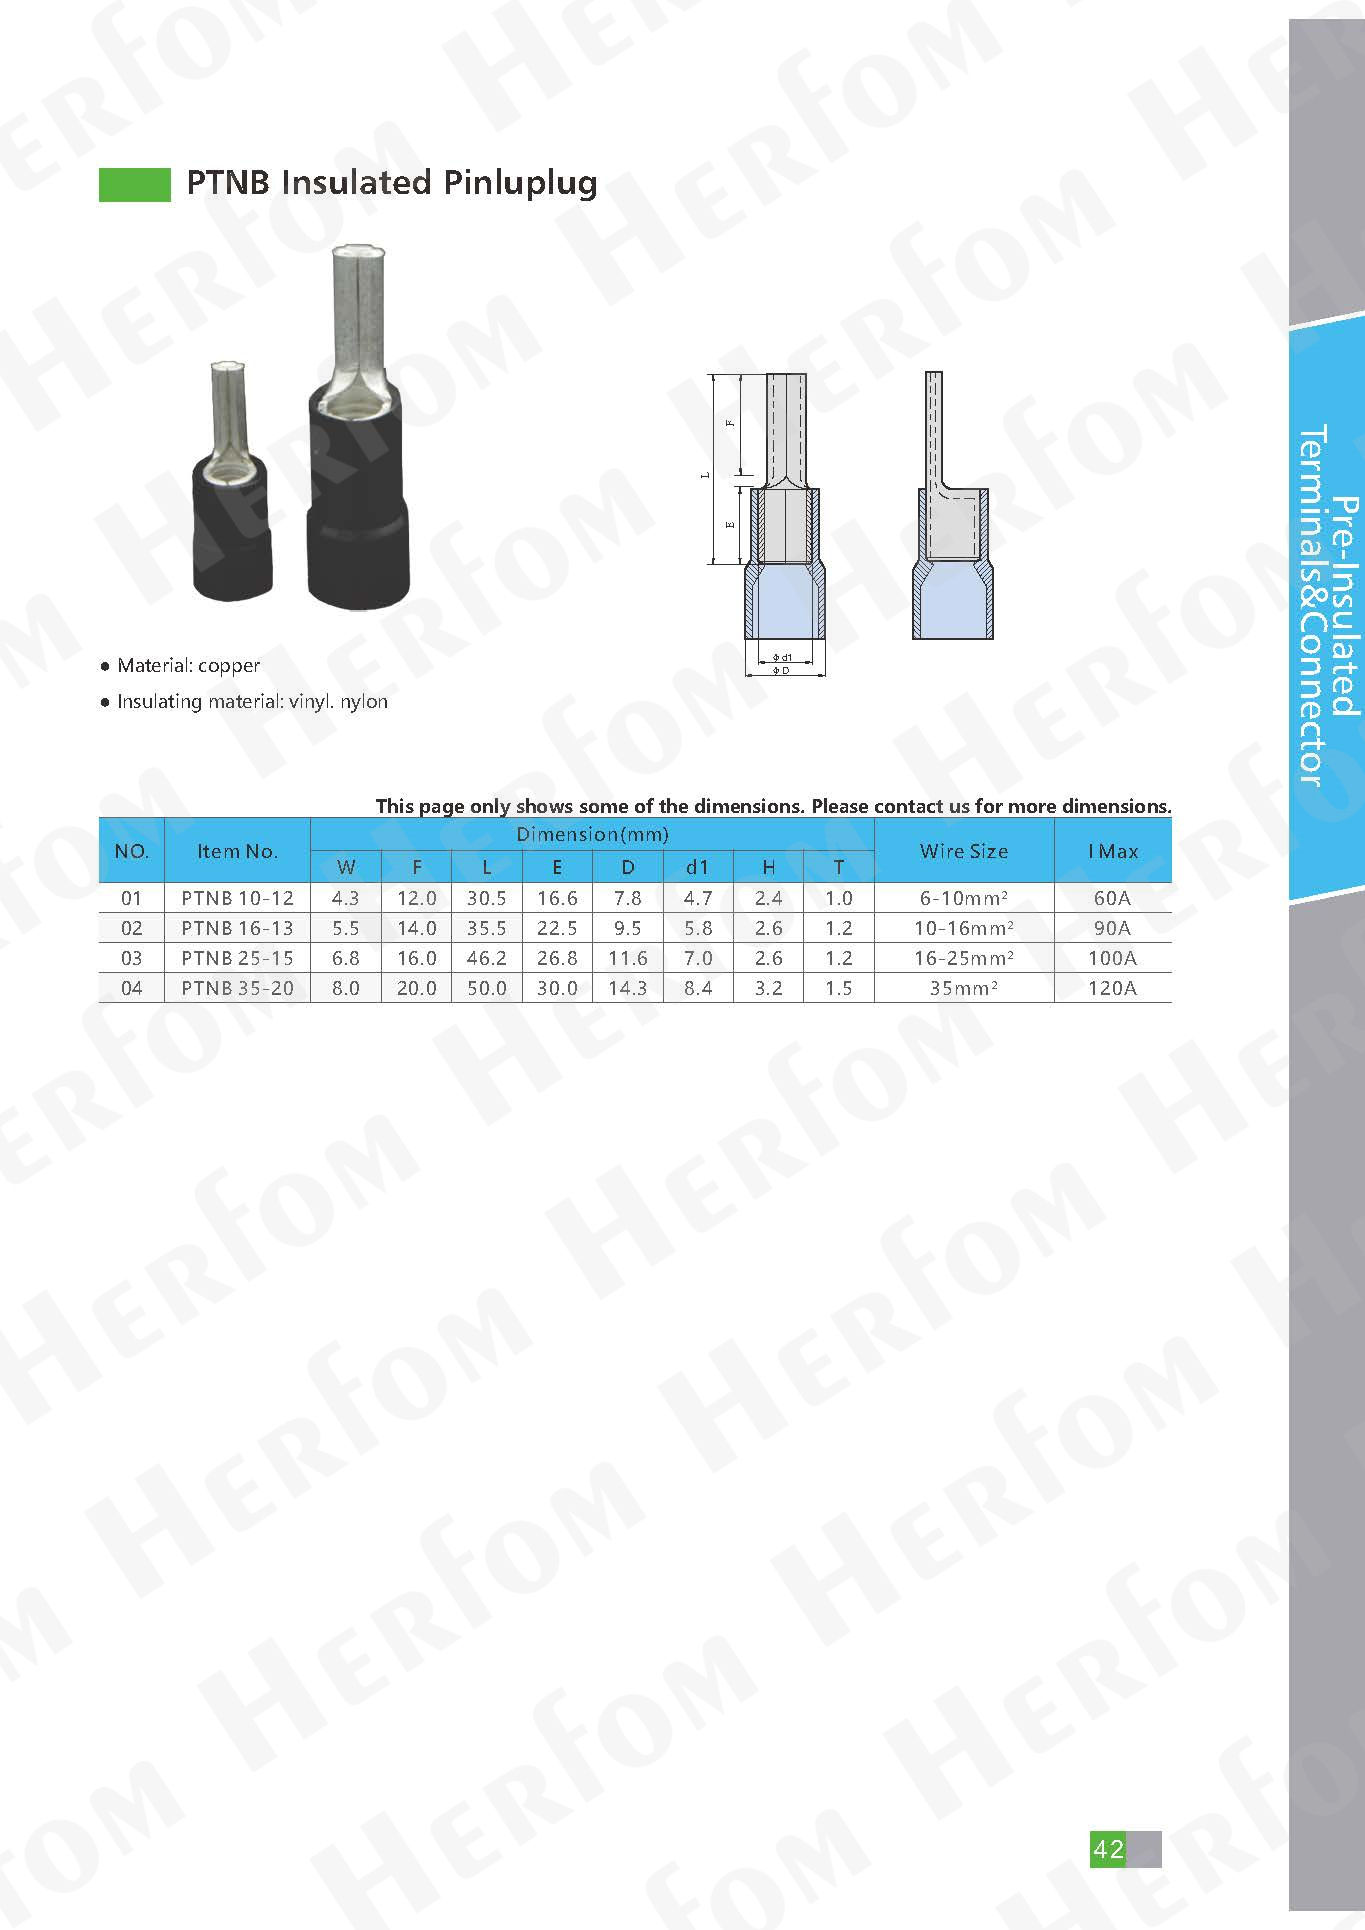 PTNB Insulated Pinluplug
F
L
E
Φd1
ΦD
● Material: copper
● Insulating material: vinyl. nylon
This page only shows some of the dimensions. Please contact us for more dimensions.
NO. Item No. Dimension(mm) Wire Size I Max
W F L E D d1 H T
01 PTNB 10-12 4.3 12.0 30.5 16.6 7.8 4.7 2.4 1.0 6-10mm² 60A
02 PTNB 16-13 5.5 14.0 35.5 22.5 9.5 5.8 2.6 1.2 10-16mm² 90A
03 PTNB 25-15 6.8 16.0 46.2 26.8 11.6 7.0 2.6 1.2 16-25mm² 100A
04 PTNB 35-20 8.0 20.0 50.0 30.0 14.3 8.4 3.2 1.5 35mm² 120A
Pre-Insulated
Terminals&Connector
42
HERFOM